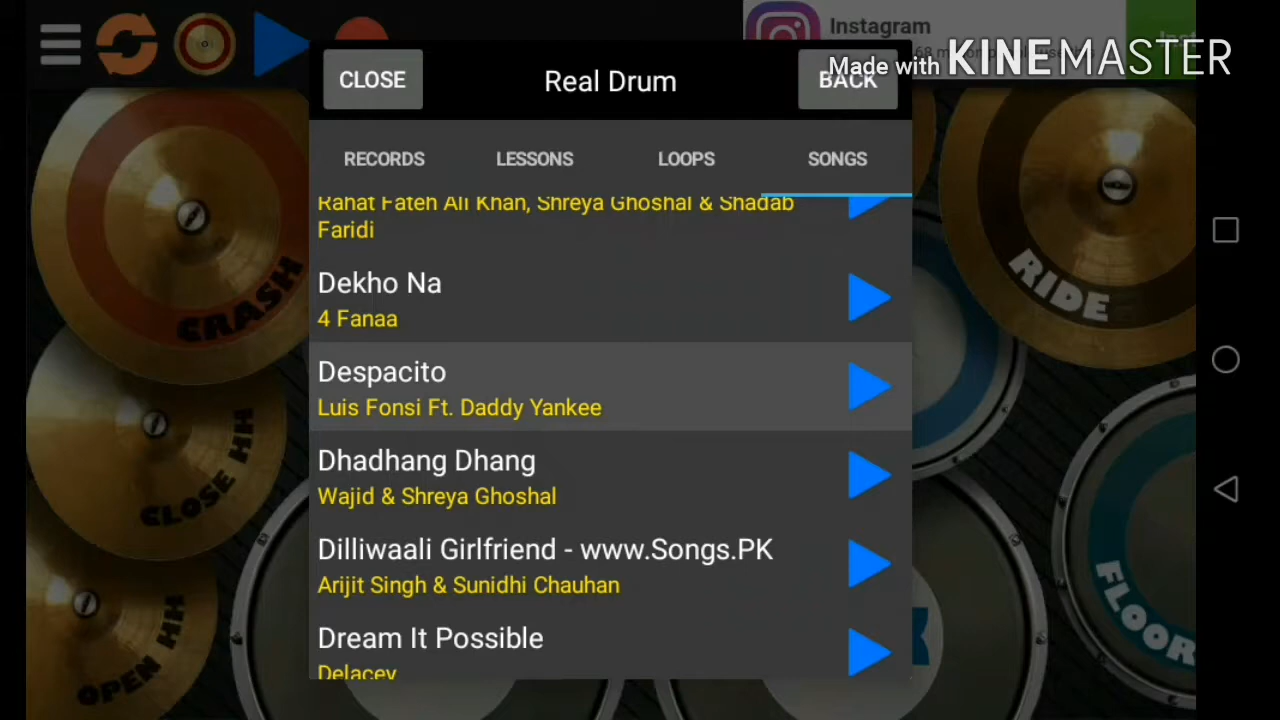 Instagram
Made with KINEMASTER
CLOSE
Real Drum
BACK
RECORDS
LESSONS
LOOPS
SONGS
Rahat Fateh Ali Khan, Shreya Ghoshal & Shadab
Faridi
Dekho Na
4 Fanaa
Despacito
Luis Fonsi Ft. Daddy Yankee
Dhadhang Dhang
Wajid & Shreya Ghoshal
Dilliwaali Girlfriend - www.Songs.PK
Arijit Singh & Sunidhi Chauhan
Dream It Possible
Delacey
CRASH
RIDE
CLOSE HH
OPEN HH
FLOOR